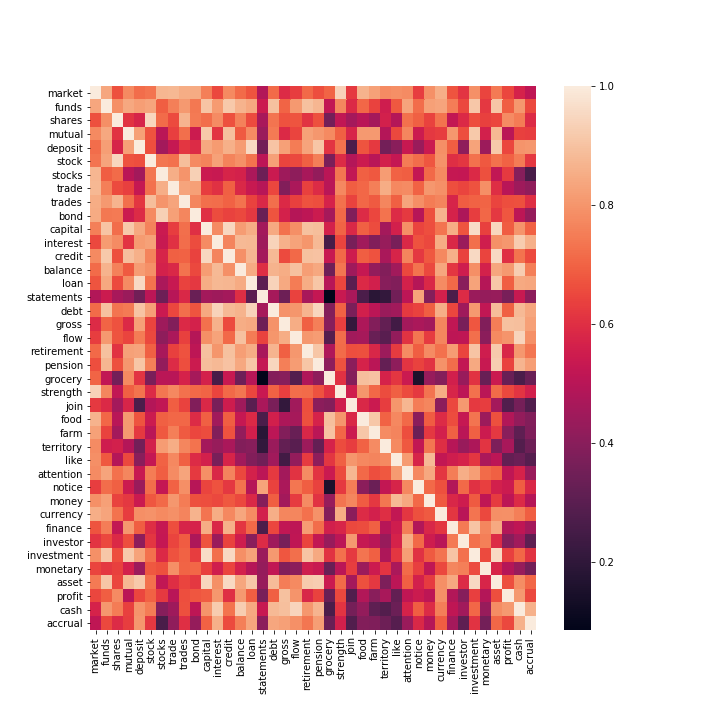 market
funds
shares
mutual
deposit
stock
stocks
trade
trades
bond
capital
interest
credit
balance
loan
statements
debt
gross
flow
retirement
pension
grocery
strength
join
food
farm
territory
like
attention
notice
money
currency
finance
investor
investment
monetary
asset
profit
cash
accrual
market funds shares mutual deposit stock stocks trade trades bond capital interest credit balance loan statements debt gross flow retirement pension grocery strength join food farm territory like attention notice money currency finance investor investment monetary asset profit cash accrual
1.0
0.8
0.6
0.4
0.2